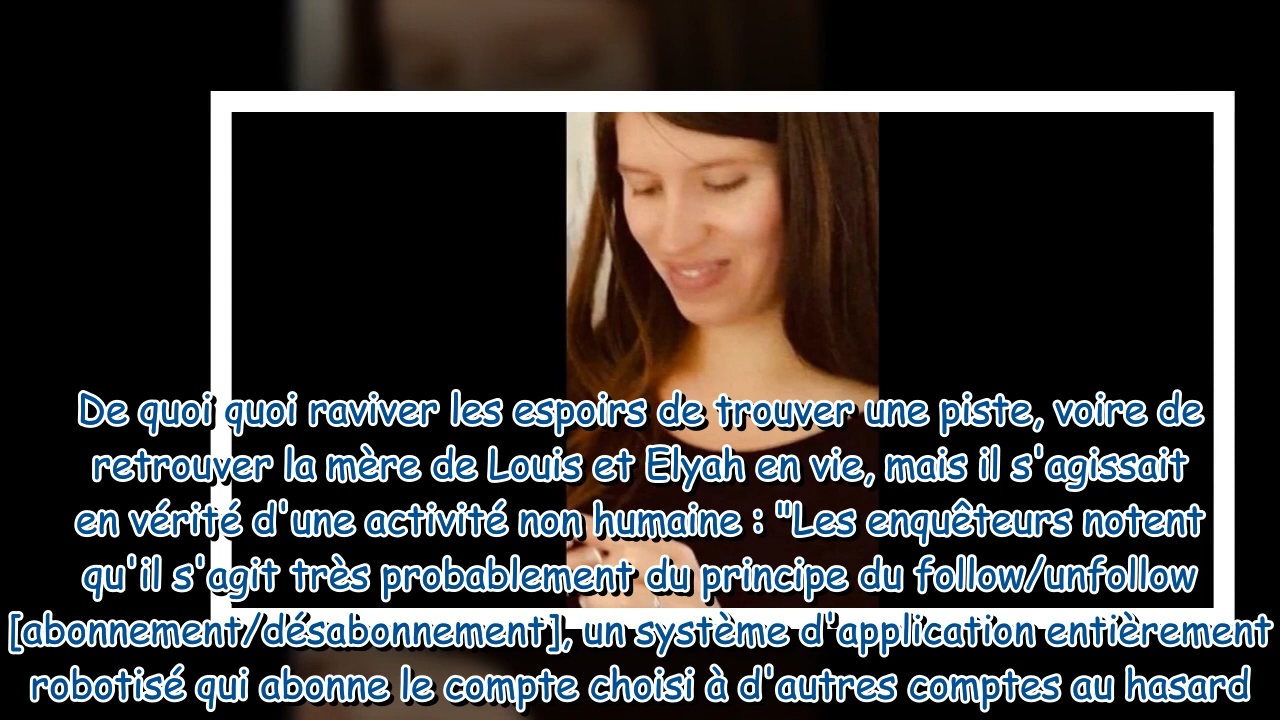 De quoi quoi raviver les espoirs de trouver une piste, voire de
retrouver la mère de Louis et Elyah en vie, mais il s'agissait
en vérité d'une activité non humaine : "Les enquêteurs notent
qu'il s'agit très probablement du principe du follow/unfollow
[abonnement/désabonnement], un système d'application entièrement
robotisé qui abonne le compte choisi à d'autres comptes au hasard